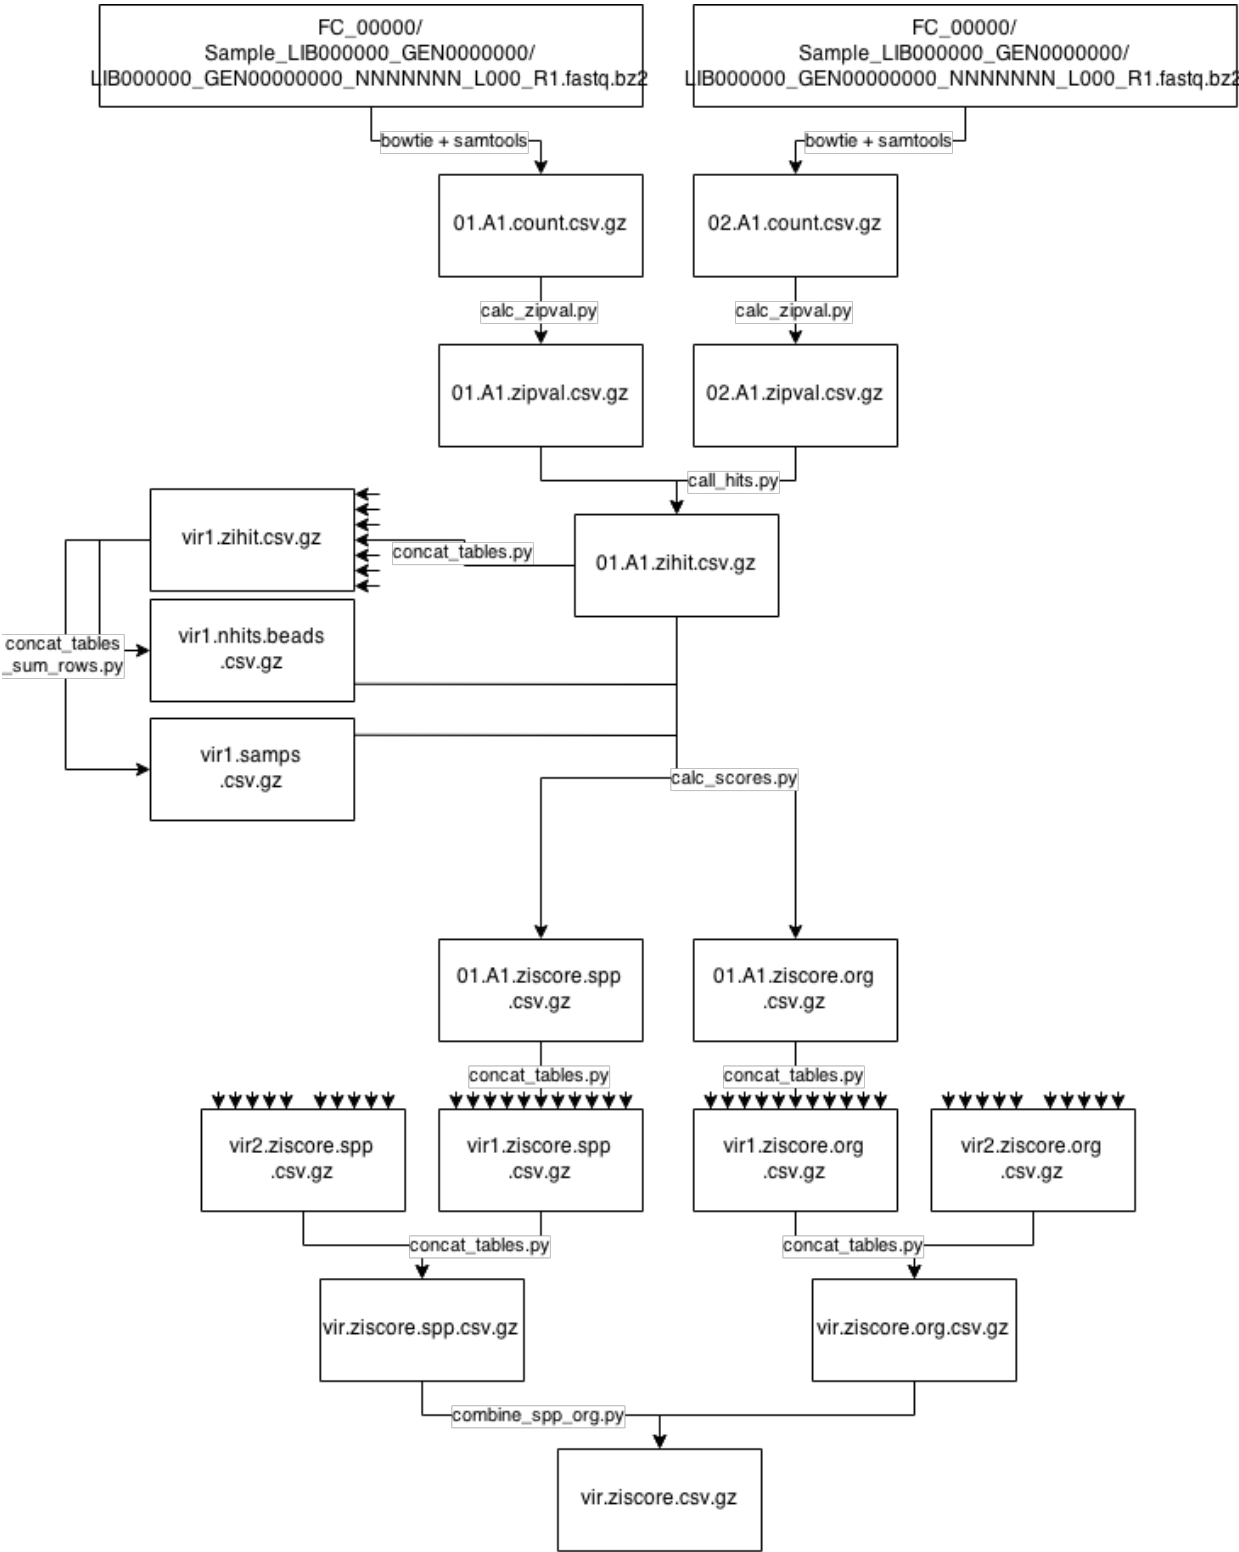 FC_00000/
Sample_LIB000000_GEN0000000/
LIB000000_GEN00000000_NNNNNNN_L000_R1.fastq.bz2
FC_00000/
Sample_LIB000000_GEN0000000/
LIB000000_GEN00000000_NNNNNNN_L000_R1.fastq.bz2
bowtie + samtools
bowtie + samtools
01.A1.count.csv.gz
02.A1.count.csv.gz
calc_zipval.py
calc_zipval.py
01.A1.zipval.csv.gz
02.A1.zipval.csv.gz
call_hits.py
vir1.zihit.csv.gz
concat_tables.py
01.A1.zihit.csv.gz
concat_tables
_sum_rows.py
vir1.nhits.beads
.csv.gz
vir1.samps
.csv.gz
calc_scores.py
01.A1.ziscore.spp
.csv.gz
01.A1.ziscore.org
.csv.gz
concat_tables.py
concat_tables.py
vir2.ziscore.spp
.csv.gz
vir1.ziscore.spp
.csv.gz
vir1.ziscore.org
.csv.gz
vir2.ziscore.org
.csv.gz
concat_tables.py
concat_tables.py
vir.ziscore.spp.csv.gz
vir.ziscore.org.csv.gz
combine_spp_org.py
vir.ziscore.csv.gz